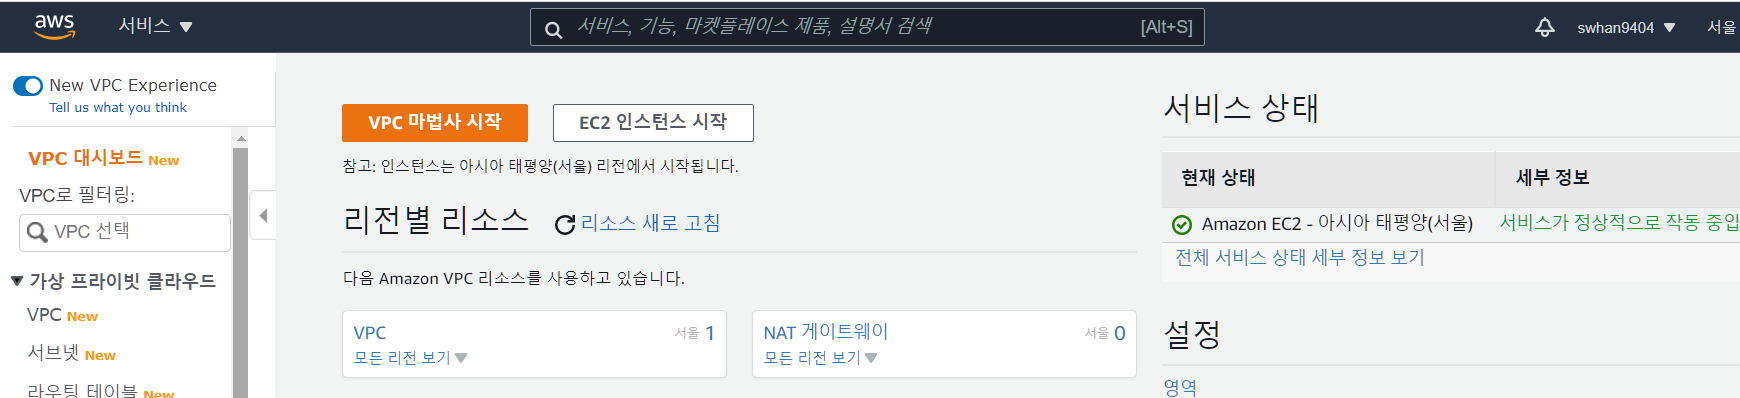 aws 서비스 서비스, 기능, 마켓플레이스 제품, 설명서 검색 [Alt+S] swhan9404 서울
New VPC Experience
Tell us what you think
VPC 대시보드 New
VPC로 필터링:
VPC 선택
가상 프라이빗 클라우드
VPC New
서브넷 New
라우팅 테이블 New
VPC 마법사 시작 EC2 인스턴스 시작
참고: 인스턴스는 아시아 태평양(서울) 리전에서 시작됩니다.
리전별 리소스 리소스 새로 고침
다음 Amazon VPC 리소스를 사용하고 있습니다.
VPC 서울 1
모든 리전 보기
NAT 게이트웨이 서울 0
모든 리전 보기
서비스 상태
현재 상태 세부 정보
Amazon EC2 - 아시아 태평양(서울) 서비스가 정상적으로 작동 중입
전체 서비스 상태 세부 정보 보기
설정
영역